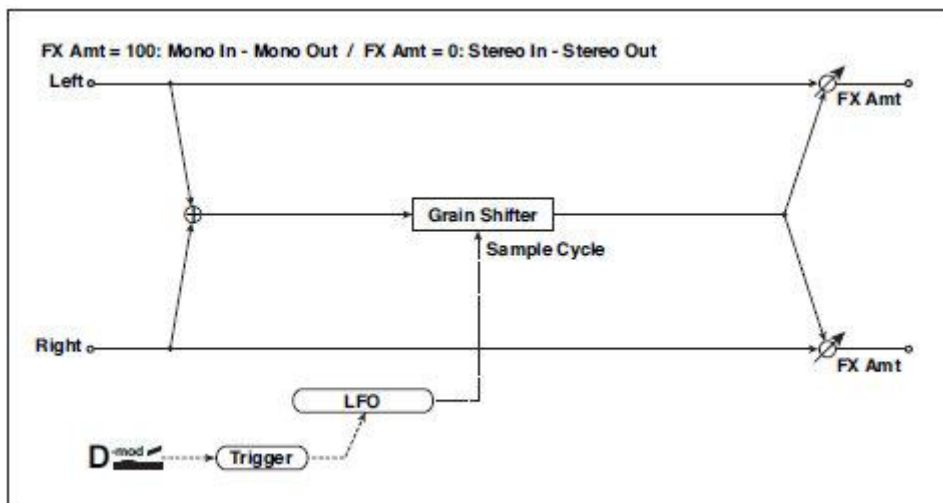 FX Amt = 100: Mono In - Mono Out / FX Amt = 0: Stereo In - Stereo Out
Left
FX Amt
Grain Shifter
Sample Cycle
Right
FX Amt
LFO
D-mod
Trigger